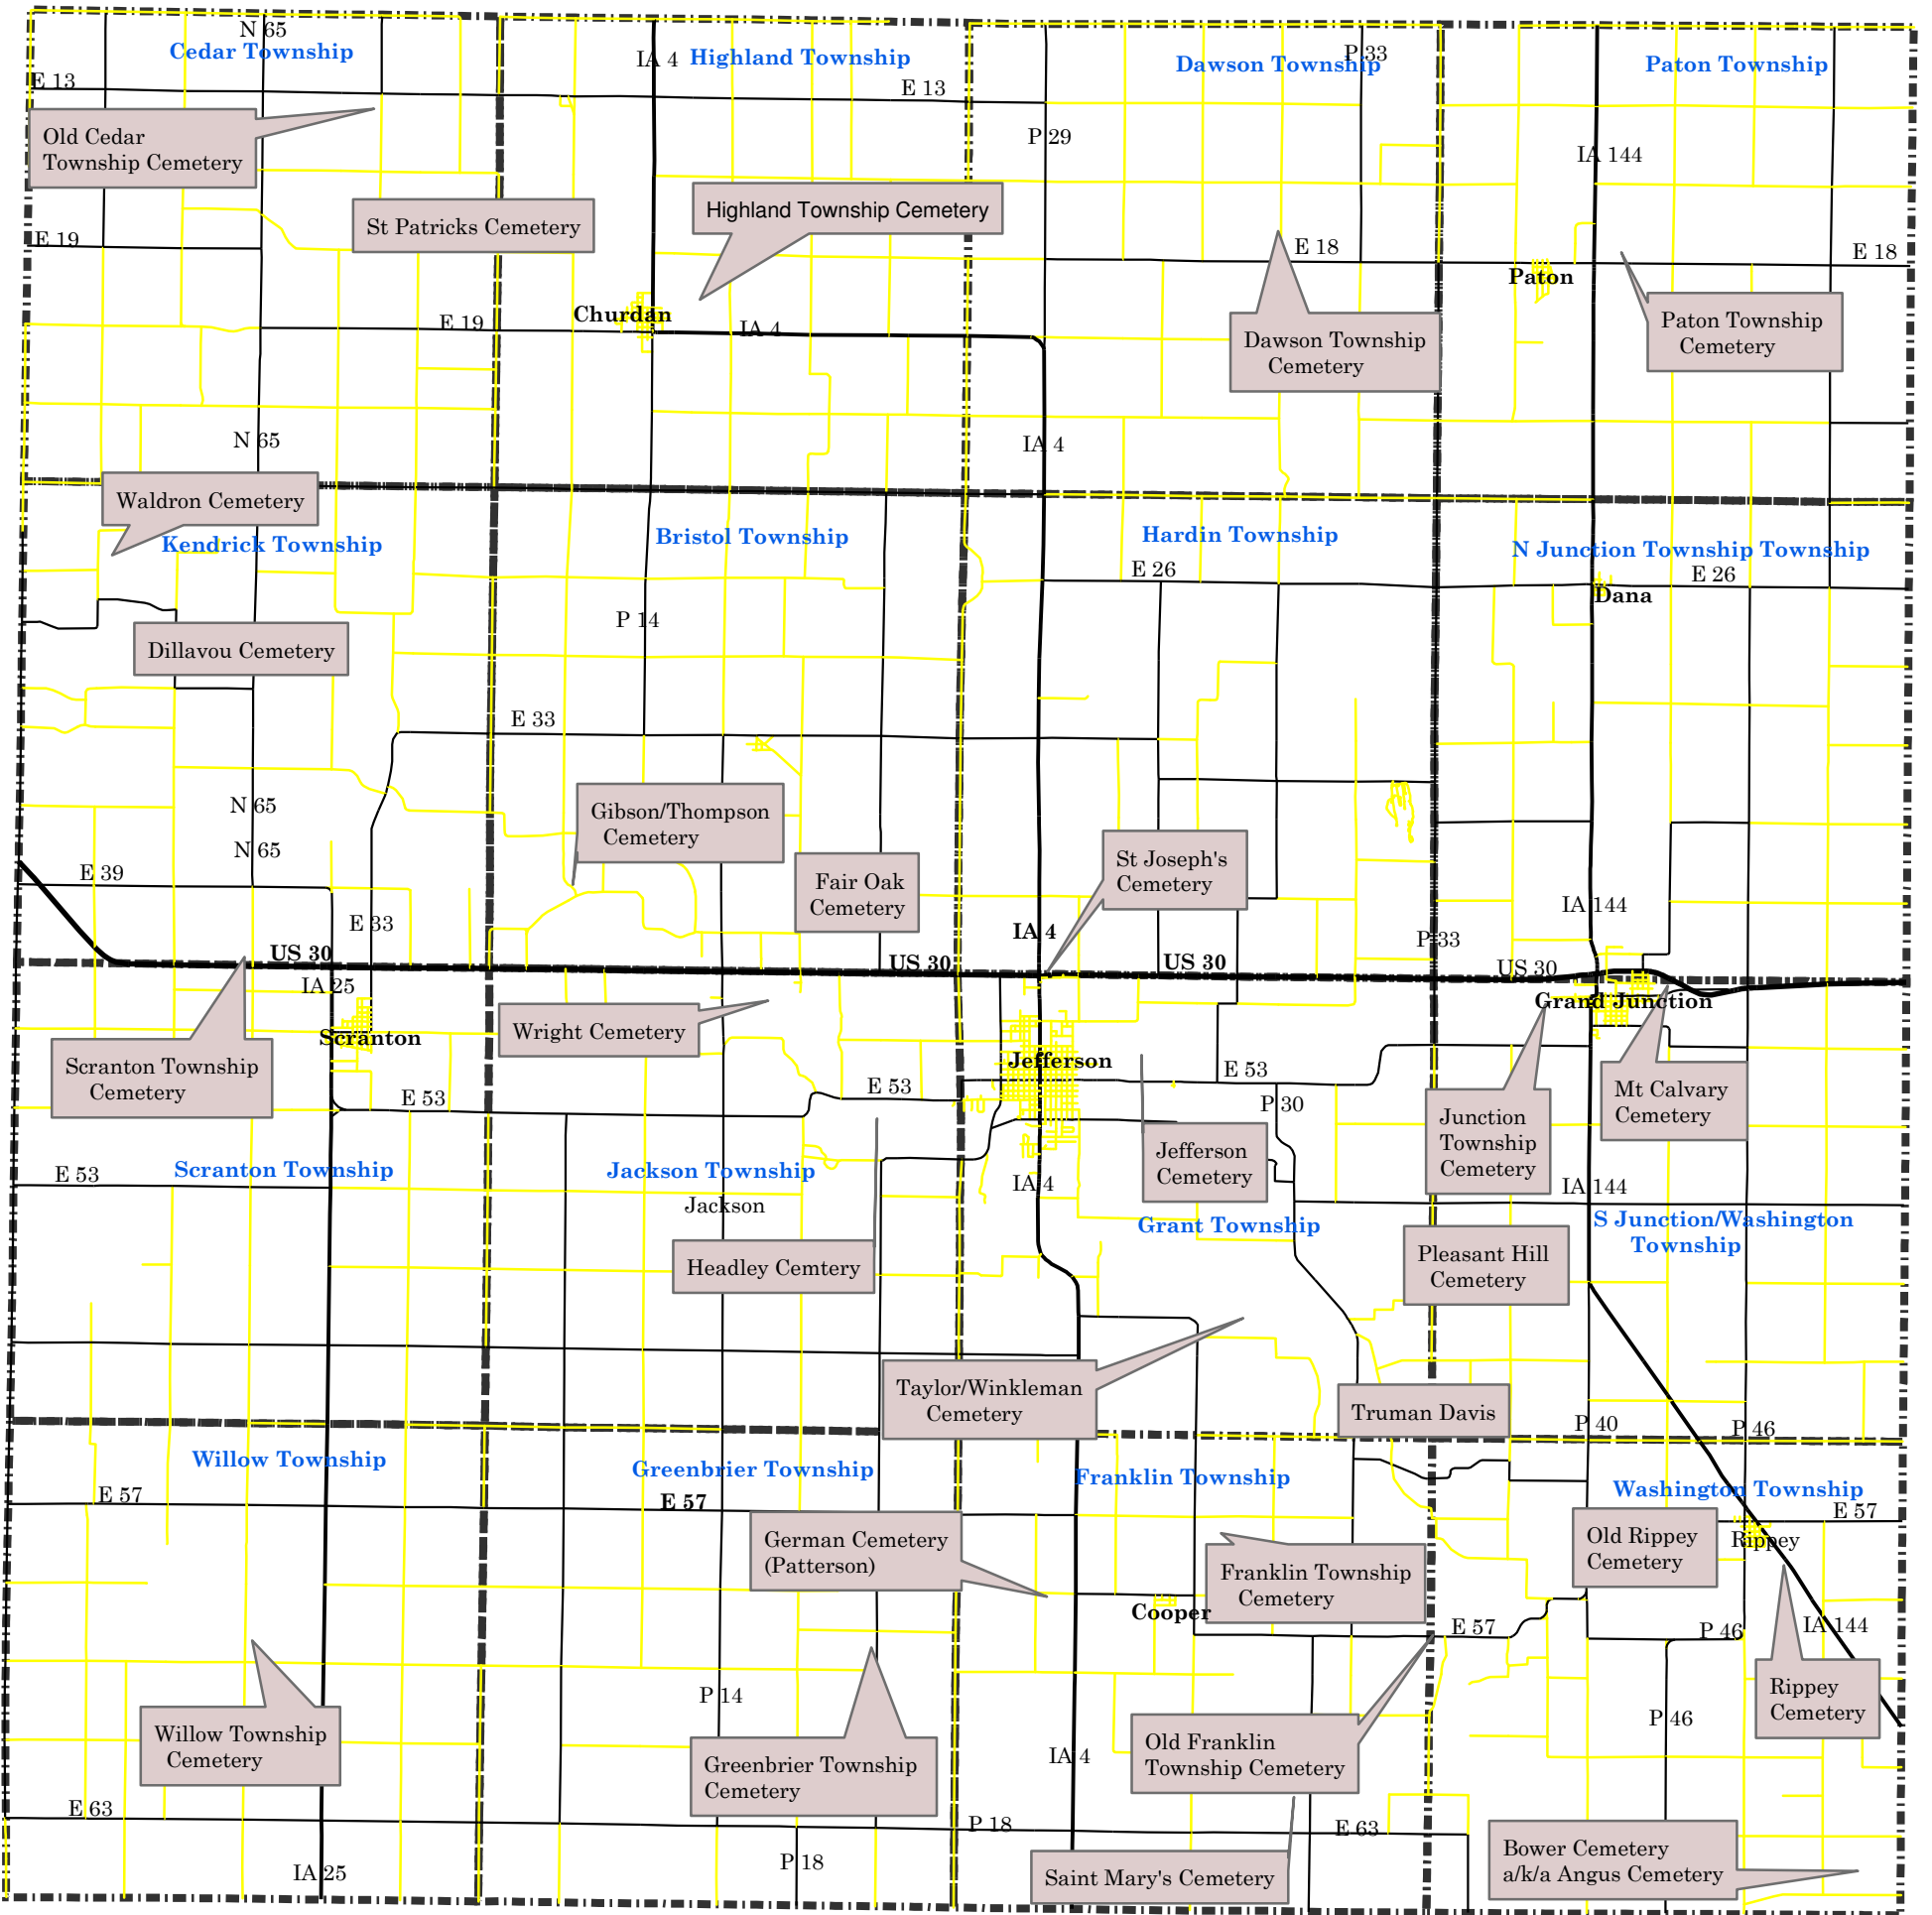 N 65
Cedar Township
IA 4
Highland Township
P 33
Dawson Township
Paton Township
E 13
E 13
Old Cedar
Township Cemetery
P 29
IA 144
St Patricks Cemetery
Highland Township Cemetery
E 19
E 18
E 18
Paton
Churdan
E 19
IA 4
Dawson Township
Cemetery
Paton Township
Cemetery
N 65
IA 4
Waldron Cemetery
Kendrick Township
Bristol Township
Hardin Township
N Junction Township Township
E 26
E 26
Dana
P 14
Dillavou Cemetery
E 33
N 65
Gibson/Thompson
Cemetery
N 65
E 39
Fair Oak
Cemetery
St Joseph's
Cemetery
E 33
IA 4
IA 144
P 33
US 30
US 30
US 30
US 30
IA 25
Grand Junction
Scranton
Wright Cemetery
Jefferson
Scranton Township
Cemetery
E 53
E 53
E 53
P 30
Junction
Township
Cemetery
Mt Calvary
Cemetery
Jefferson
Cemetery
E 53
Scranton Township
Jackson Township
Jackson
IA 4
IA 144
Grant Township
S Junction/Washington
Township
Headley Cemtery
Pleasant Hill
Cemetery
Taylor/Winkleman
Cemetery
Truman Davis
P 40
P 46
Willow Township
Greenbrier Township
Franklin Township
Washington Township
E 57
E 57
E 57
German Cemetery
(Patterson)
Old Rippey
Cemetery
Rippey
Franklin Township
Cemetery
Cooper
E 57
P 46
IA 144
P 14
Willow Township
Cemetery
Greenbrier Township
Cemetery
IA 4
Old Franklin
Township Cemetery
P 46
Rippey
Cemetery
E 63
P 18
E 63
IA 25
P 18
Saint Mary's Cemetery
Bower Cemetery
a/k/a Angus Cemetery